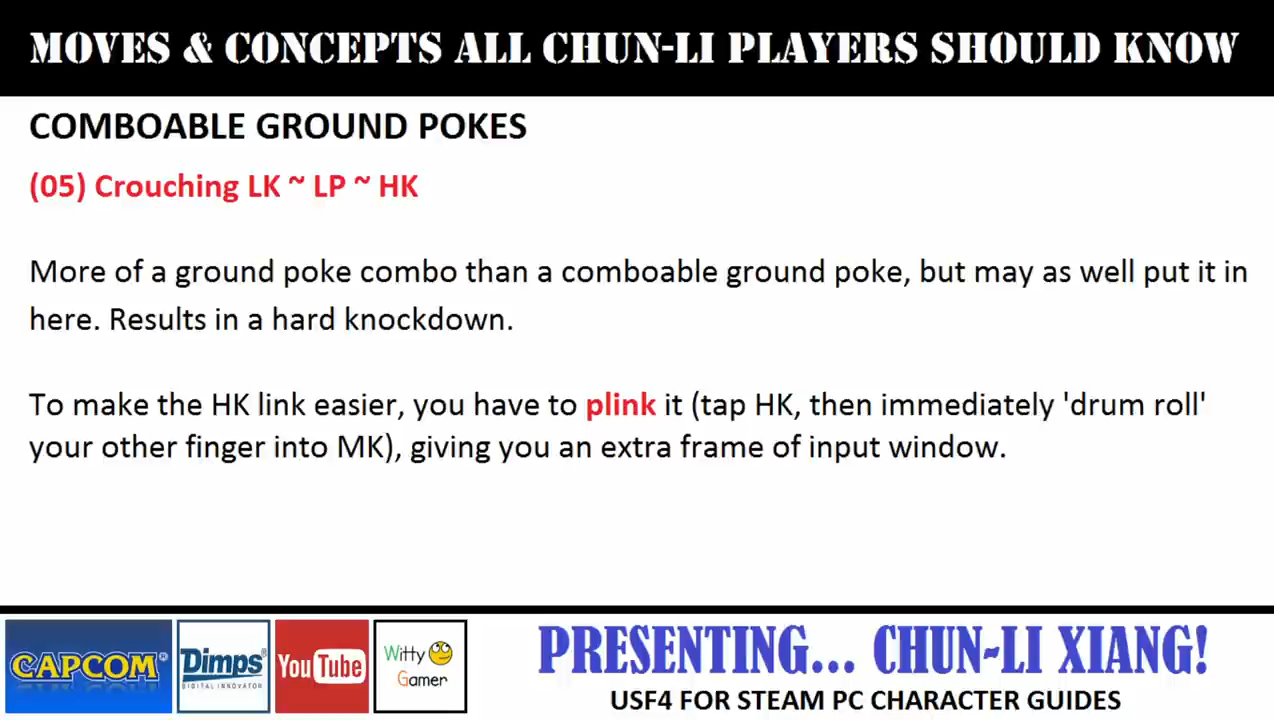 MOVES & CONCEPTS ALL CHUN-LI PLAYERS SHOULD KNOW
COMBOABLE GROUND POKES
(05) Crouching LK ~ LP ~ HK
More of a ground poke combo than a comboable ground poke, but may as well put it in
here. Results in a hard knockdown.
To make the HK link easier, you have to plink it (tap HK, then immediately 'drum roll'
your other finger into MK), giving you an extra frame of input window.
CAPCOM®
Dimps®
DIGITAL INNOVATOR
YouTube
Witty
Gamer
PRESENTING... CHUN-LI XIANG!
USF4 FOR STEAM PC CHARACTER GUIDES